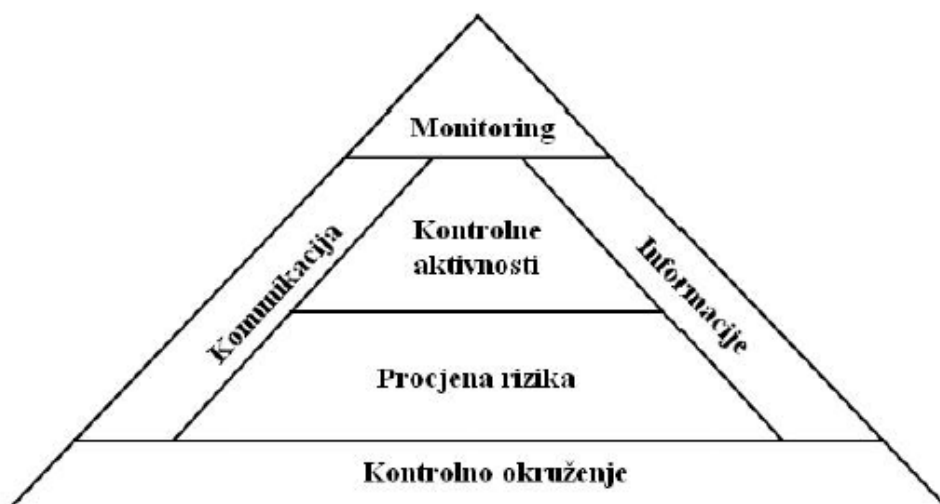 Monitoring
Kontrolne
aktivnosti
Komunikacija
Informacije
Procjena rizika
Kontrolno okruženje